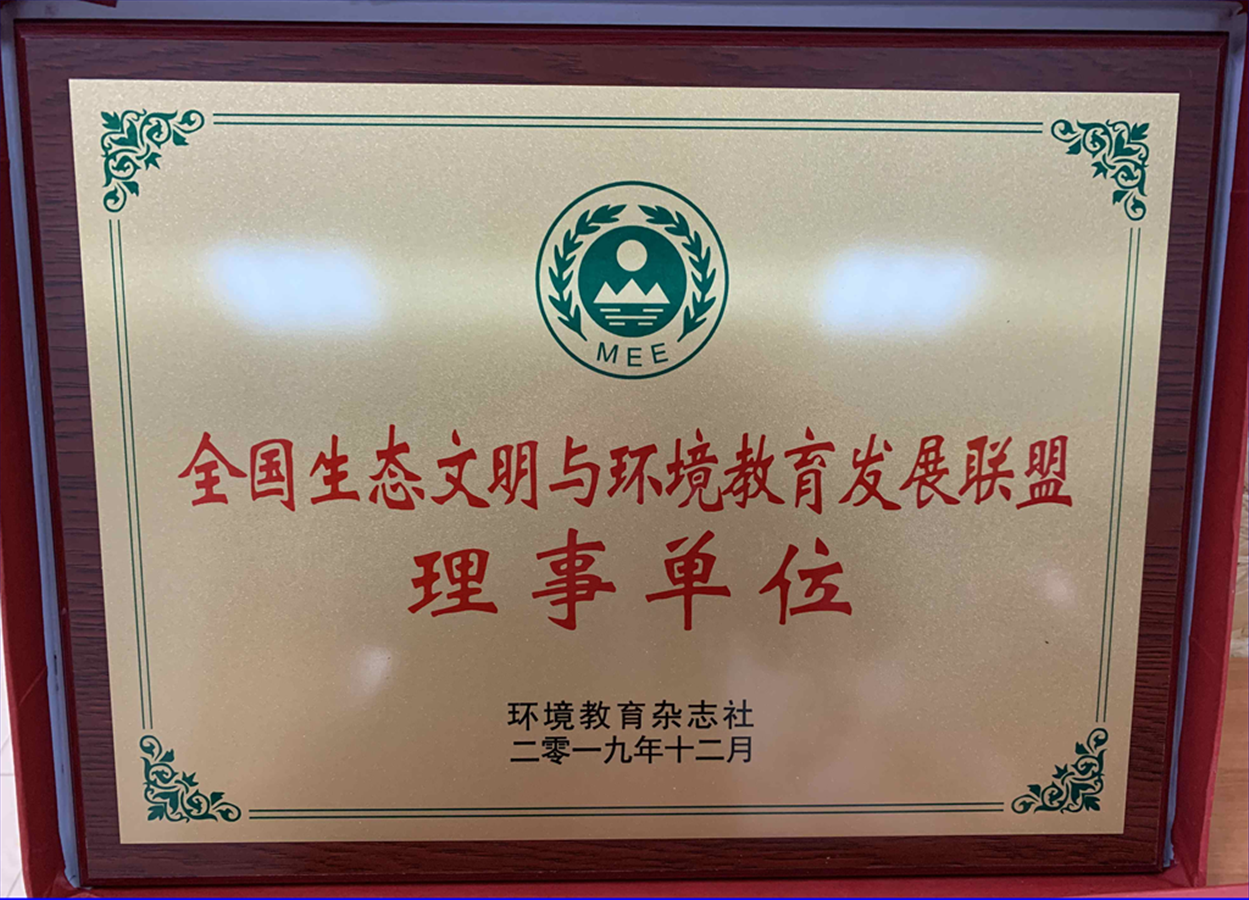 MEE
全国生态文明与环境教育发展联盟
理事单位
环境教育杂志社
二零一九年十二月